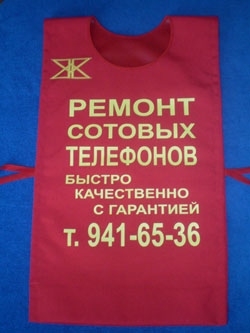 РЕМОНТ
СОТОВЫХ
ТЕЛЕФОНОВ
БЫСТРО
КАЧЕСТВЕННО
С ГАРАНТИЕЙ
т. 941-65-36